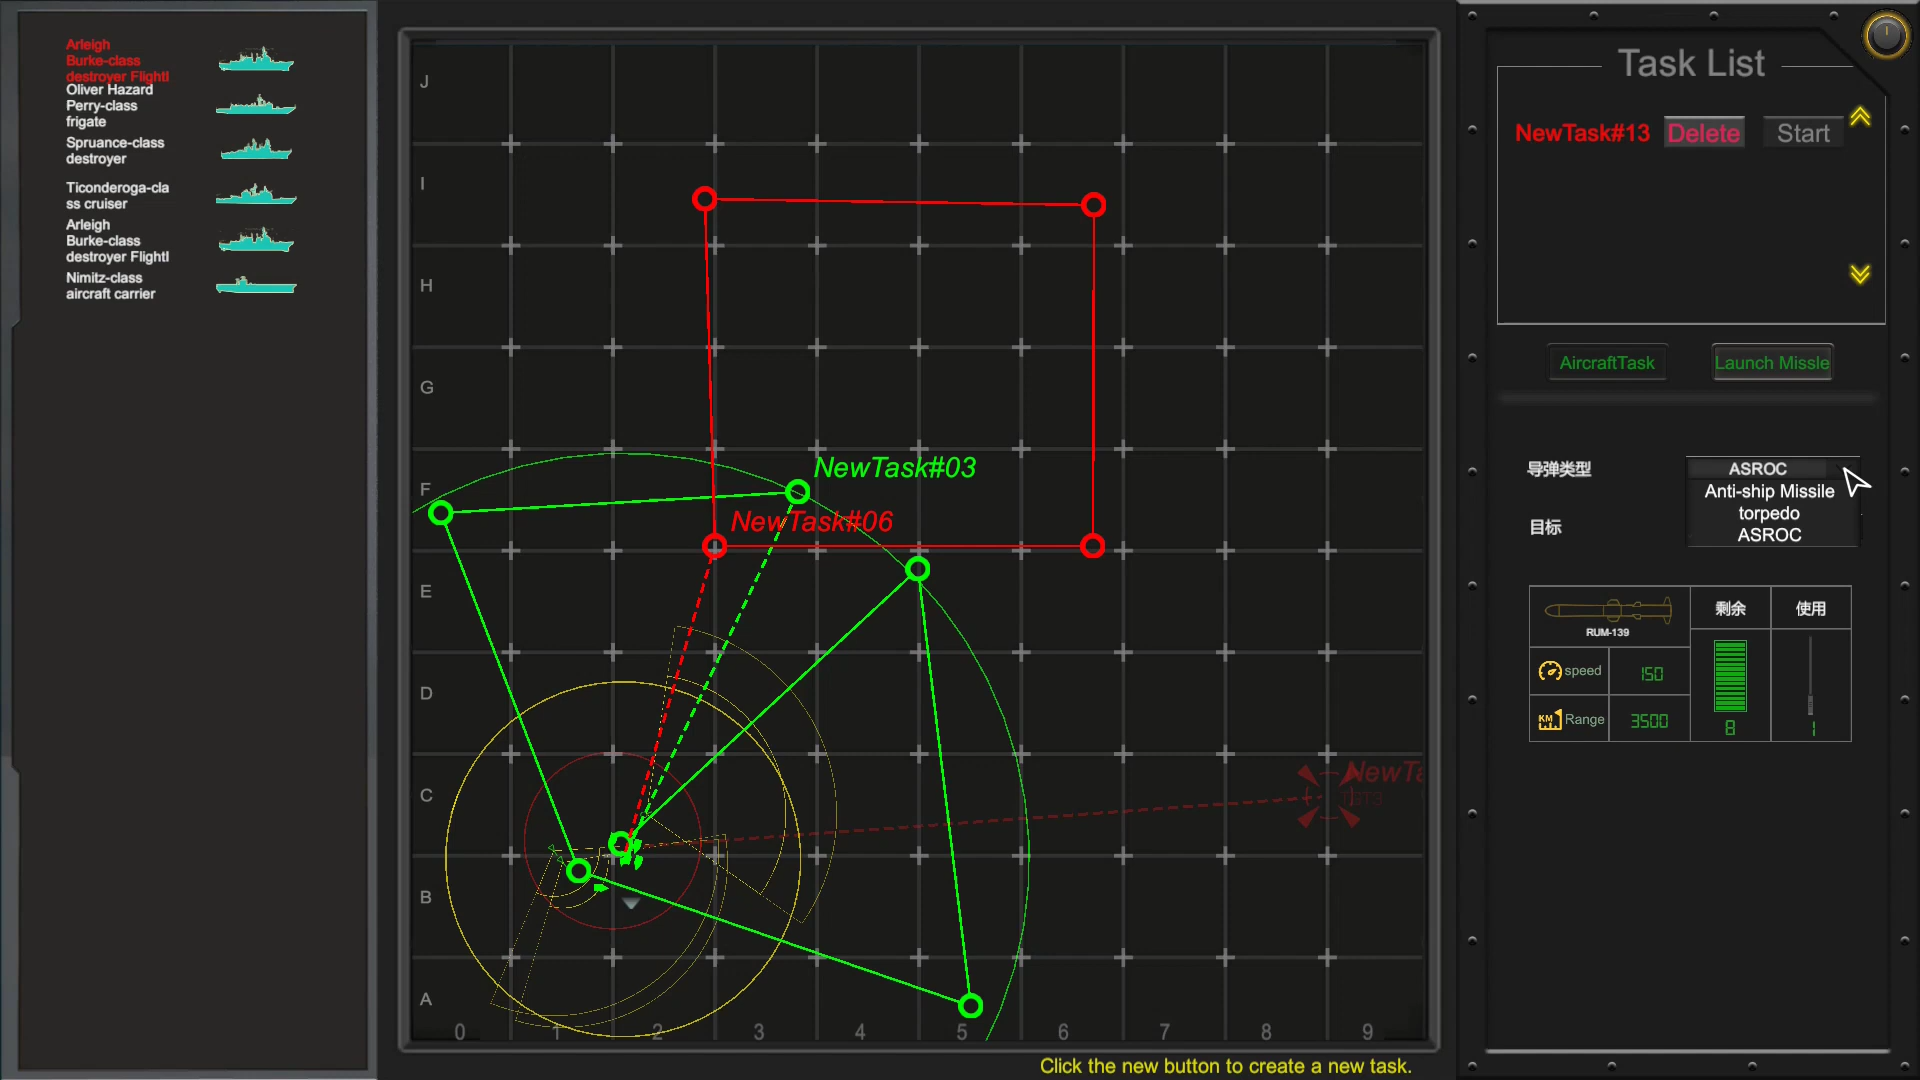 Arleigh
Burke-class
destroyer FlightI
Oliver Hazard
Perry-class
frigate
Spruance-class
destroyer
Ticonderoga-cla
ss cruiser
Arleigh
Burke-class
destroyer FlightI
Nimitz-class
aircraft carrier
J
I
H
G
F
E
D
C
B
A
0
1
2
3
4
5
6
7
8
9
NewTask#03
NewTask#06
NewTa
Click the new button to create a new task.
Task List
NewTask#13 Delete Start
AircraftTask Launch Missle
导弹类型 ASROC
Anti-ship Missile
torpedo
ASROC
目标
RUM-139 剩余 使用
speed 150
Range 3500
8 1
KM